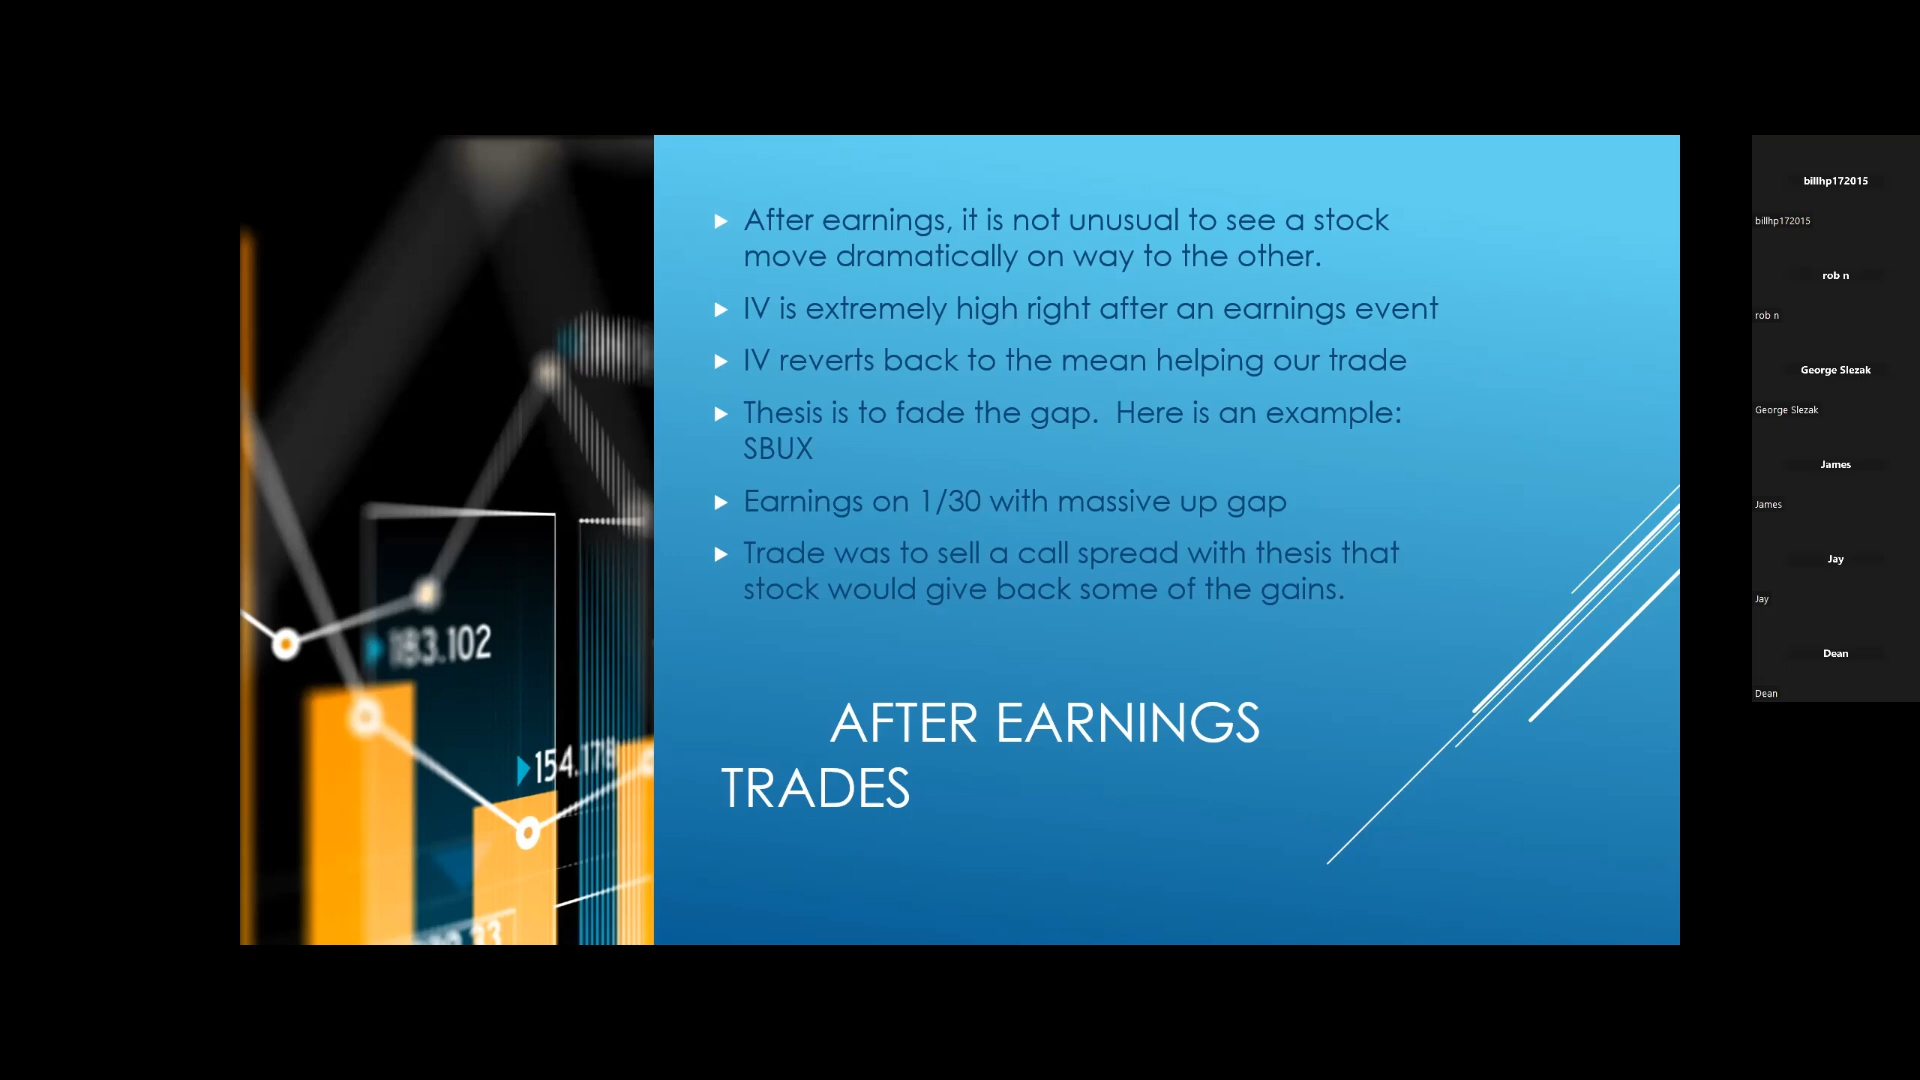 After earnings, it is not unusual to see a stock
move dramatically on way to the other.
IV is extremely high right after an earnings event
IV reverts back to the mean helping our trade
Thesis is to fade the gap.  Here is an example:
SBUX
Earnings on 1/30 with massive up gap
Trade was to sell a call spread with thesis that
stock would give back some of the gains.
AFTER EARNINGS
TRADES
183.102
154.178
billhp172015
billhp172015
rob n
rob n
George Slezak
George Slezak
James
James
Jay
Jay
Dean
Dean